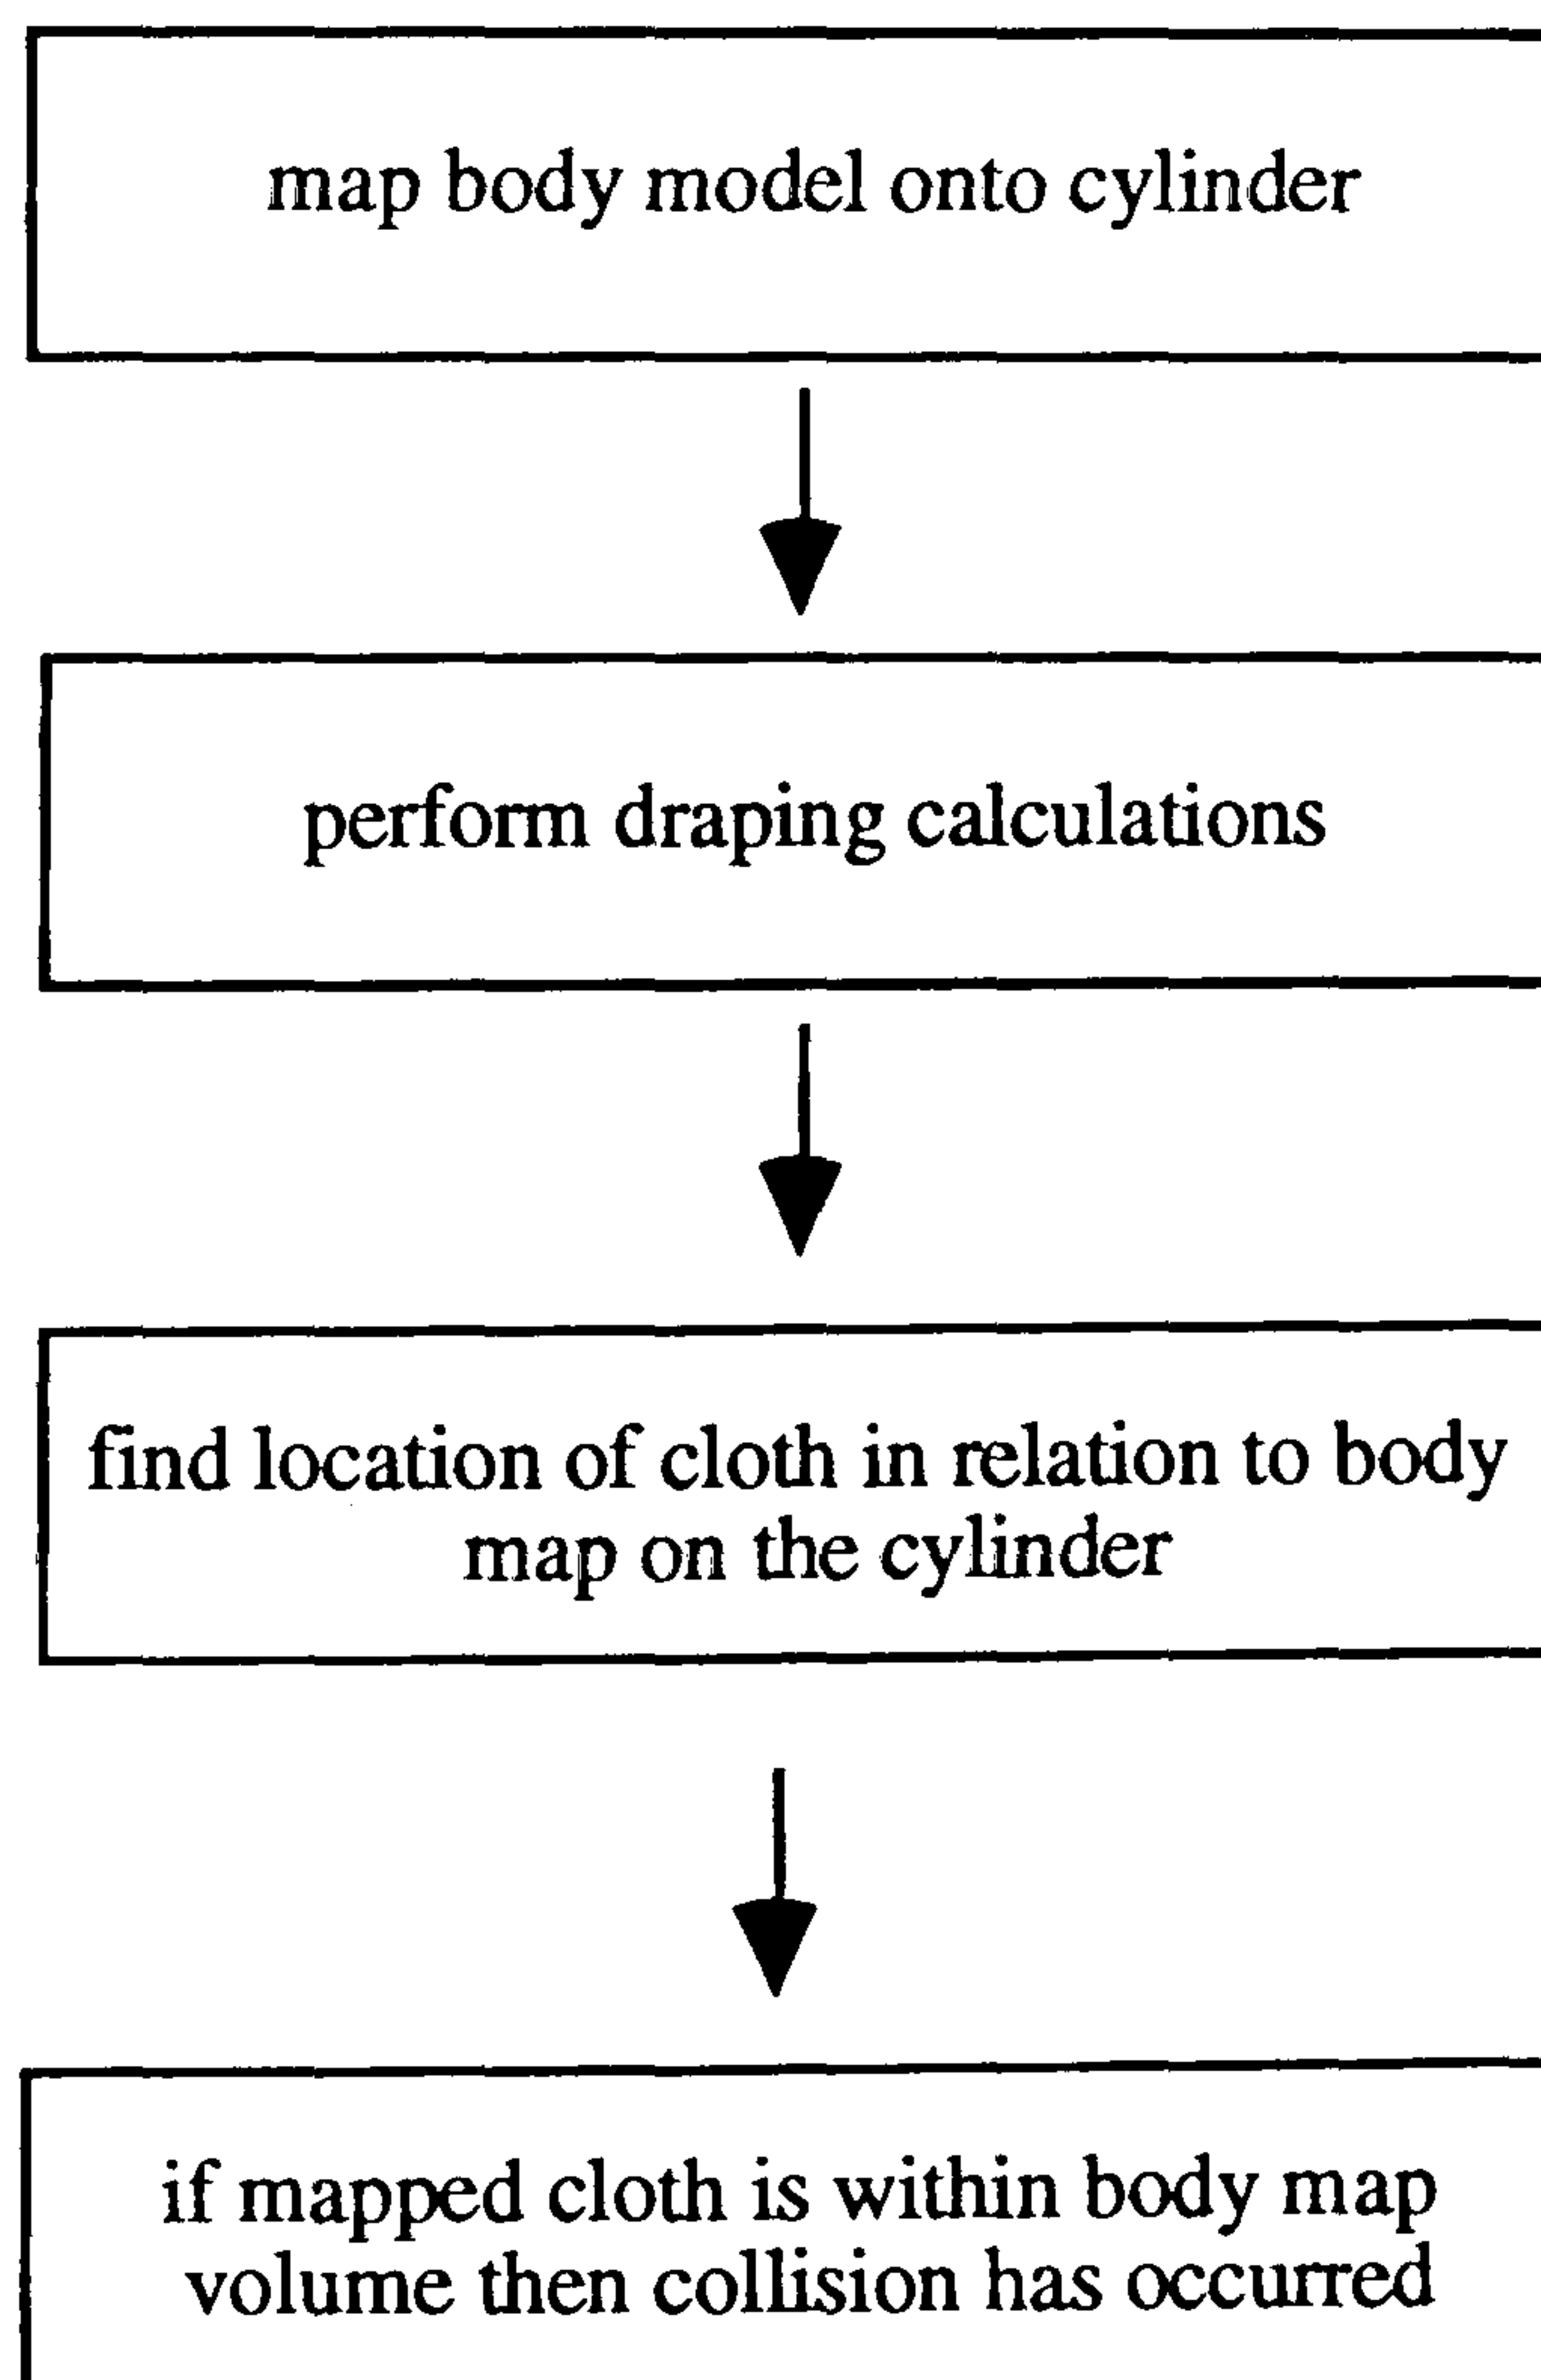 map body model onto cylinder
perform draping calculations
find location of cloth in relation to body
map on the cylinder
if mapped cloth is within body map
volume then collision has occurred